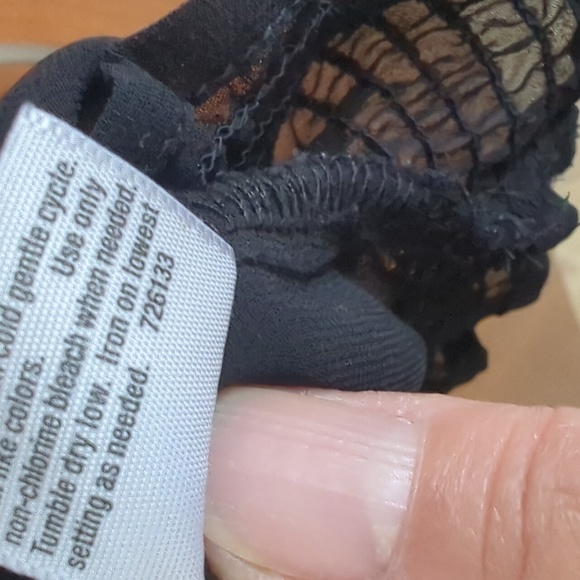 cold gentle cycle.
like colors. Use only
non-chlorine bleach when needed.
Tumble dry low. Iron on lowest
setting as needed. 726133